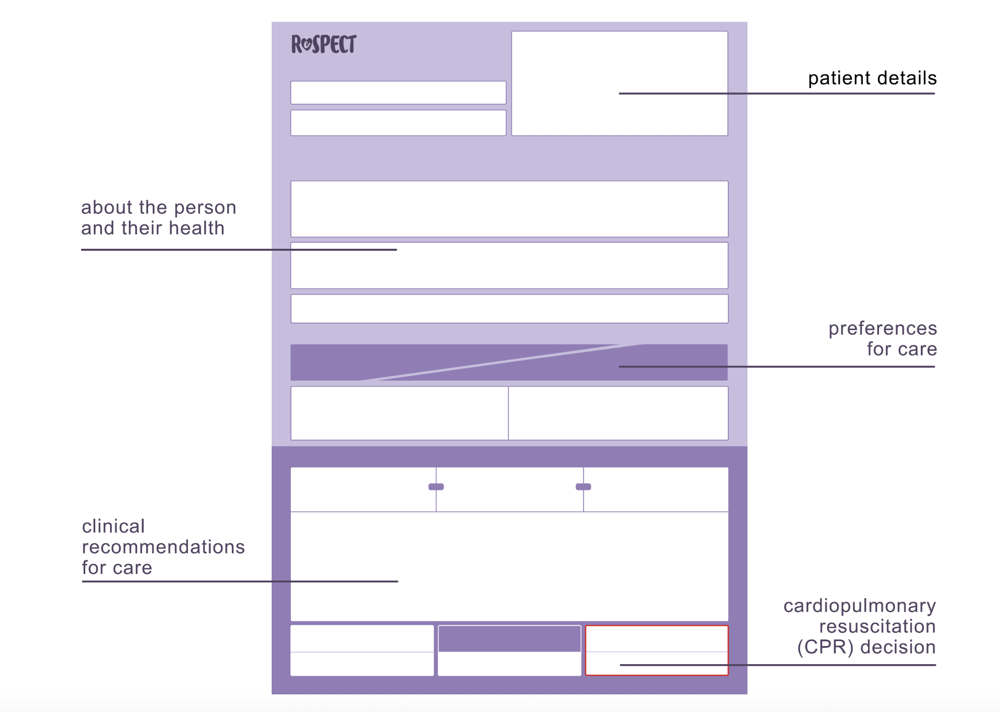 ReSPECT
patient details
about the person
and their health
preferences
for care
clinical
recommendations
for care
cardiopulmonary
resuscitation
(CPR) decision